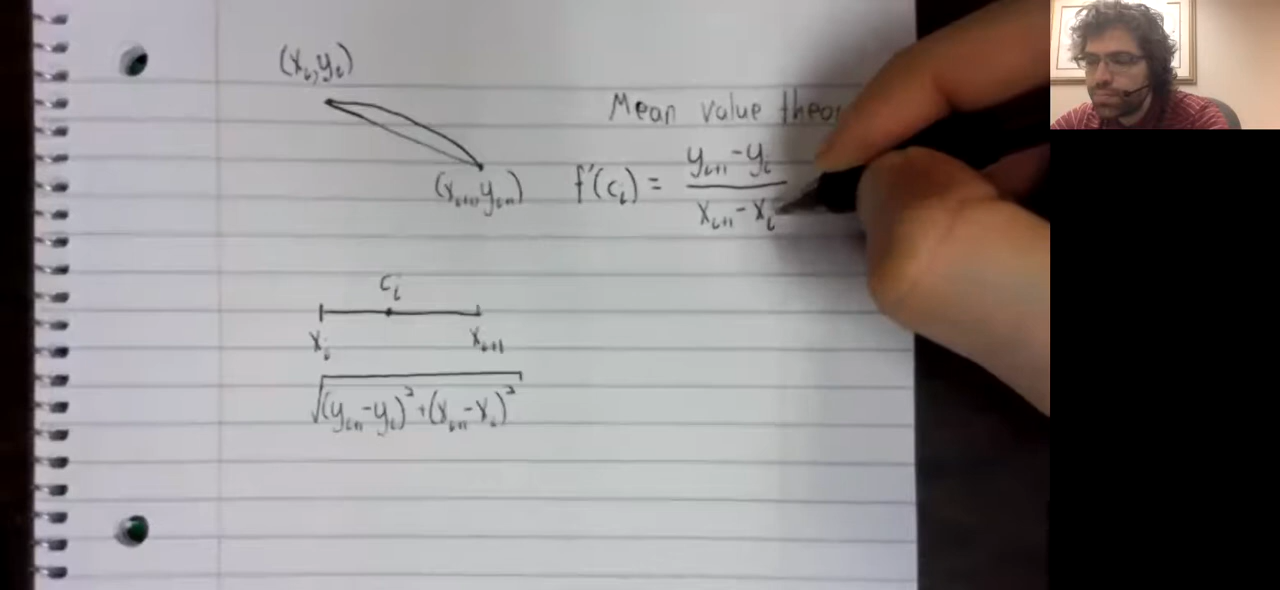 (xᵢ, yᵢ)
Mean value theor
(xᵢ₊₁, yᵢ₊₁)
f'(cᵢ) = (yᵢ₊₁ - yᵢ) / (xᵢ₊₁ - xᵢ)
cᵢ
xᵢ xᵢ₊₁
√((yᵢ₊₁ - yᵢ)² + (xᵢ₊₁ - xᵢ)²)